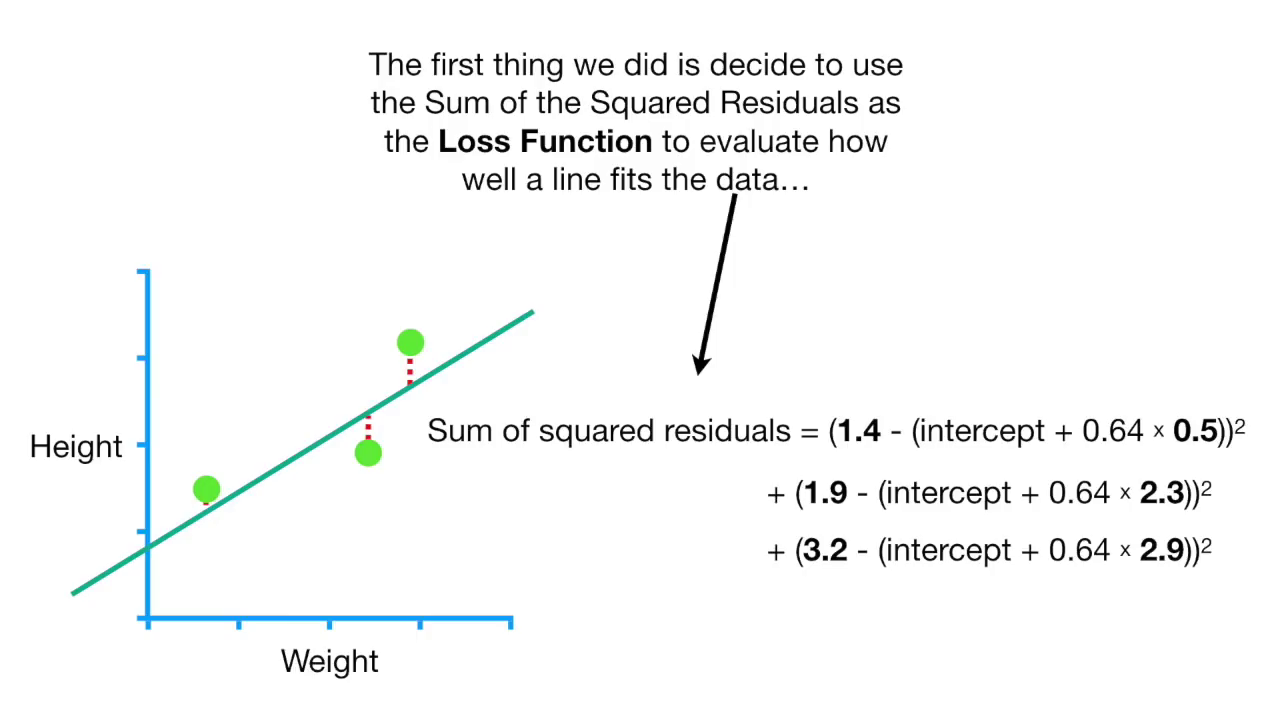 The first thing we did is decide to use
the Sum of the Squared Residuals as
the Loss Function to evaluate how
well a line fits the data…
Height
Sum of squared residuals = (1.4 - (intercept + 0.64 × 0.5))²
+ (1.9 - (intercept + 0.64 × 2.3))²
+ (3.2 - (intercept + 0.64 × 2.9))²
Weight